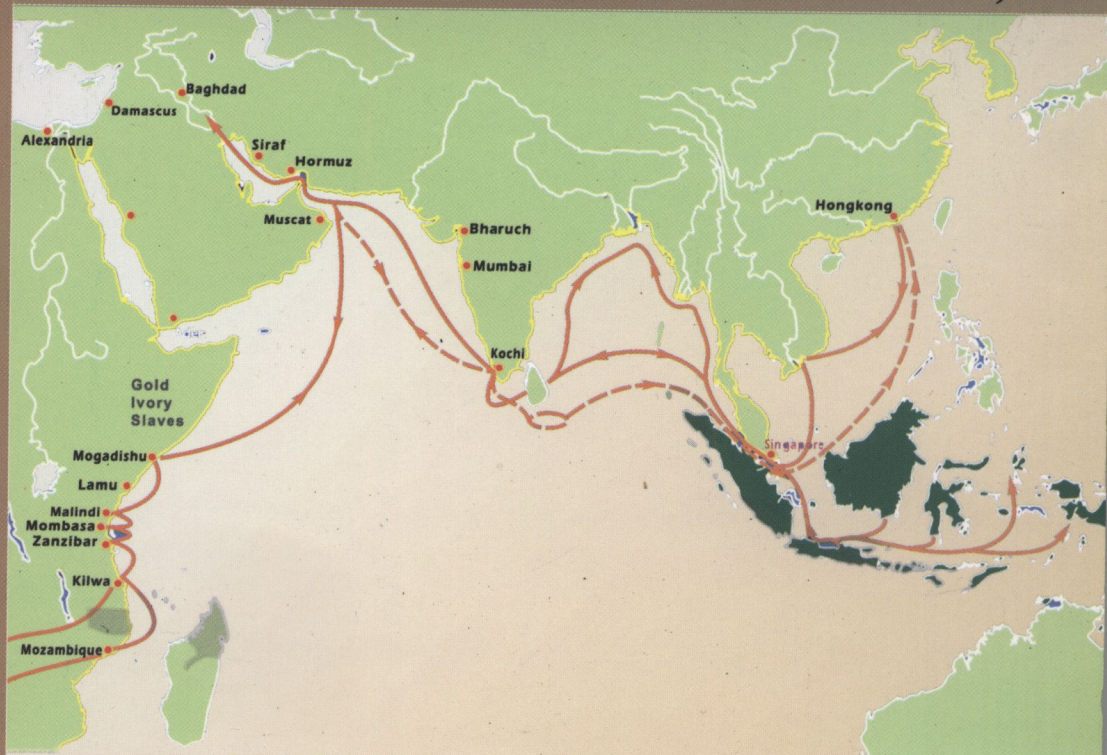 Baghdad
Damascus
Alexandria
Siraf
Hormuz
Muscat
Bharuch
Mumbai
Hongkong
Kochi
Gold
Ivory
Slaves
Singapore
Mogadishu
Lamu
Malindi
Mombasa
Zanzibar
Kilwa
Mozambique